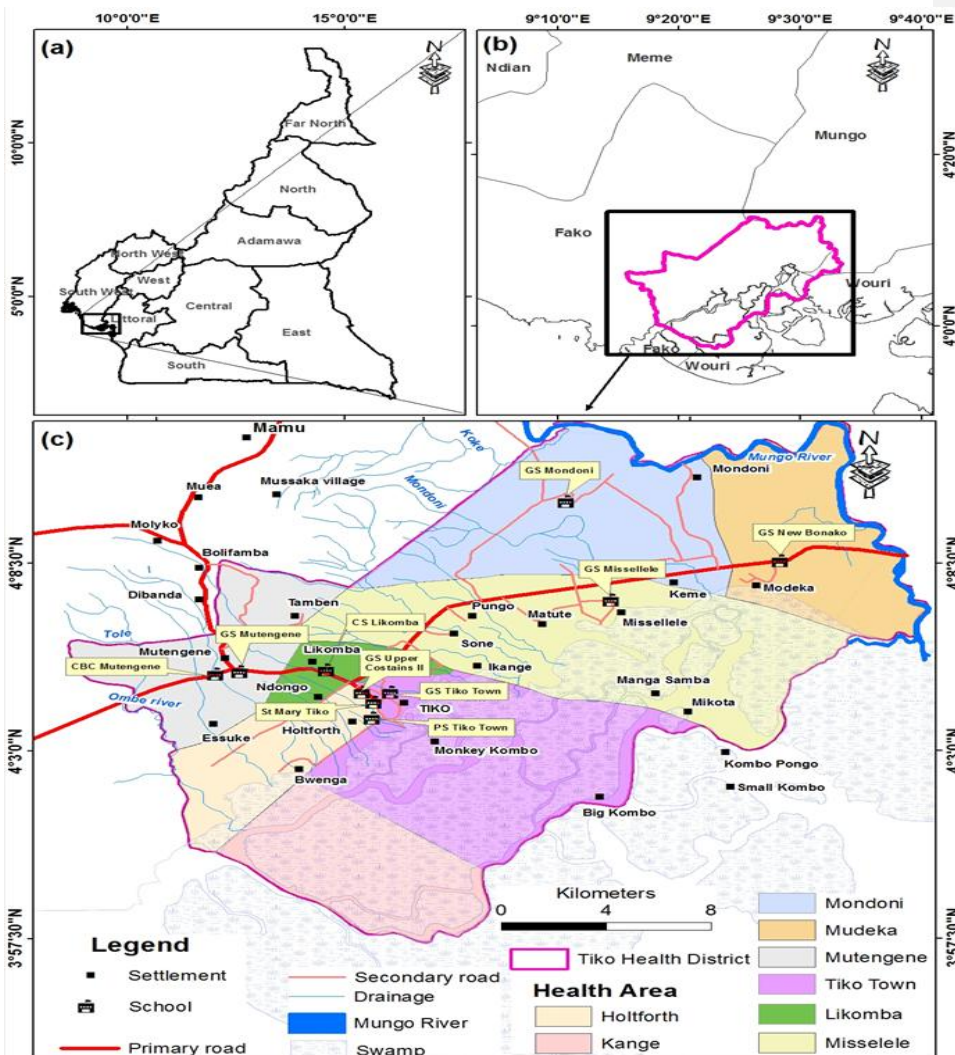 10°0'0"E
15°0'0"E
(a)
N
Far North
North
Adamawa
North West
West
South West
Littoral
Central
East
South
10°0'0"N
5°0'0"N
9°10'0"E
9°20'0"E
9°30'0"E
9°40'0"E
(b)
N
Ndian
Meme
Mungo
Fako
Wouri
Fako
Wouri
4°20'0"N
4°0'0"N
(c)
N
Mamu
Koke
Mungo River
Muea
Mussaka village
Mondoni
GS Mondoni
Mondoni
Molyko
GS New Bonako
Bolifamba
4°8'30"N
GS Missellele
Dibanda
Keme
Modeka
Tamben
CS Likomba
Pungo
Matute
Missellele
Tole
GS Mutengene
Sone
Mutengene
Likomba
GS Upper
Costains II
CBC Mutengene
Ikange
Ndongo
GS Tiko Town
Manga Samba
Ombe river
St Mary Tiko
TIKO
Mikota
Essuke
Holtforth
PS Tiko Town
Monkey Kombo
4°3'0"N
4°3'0"N
Kombo Pongo
Bwenga
Small Kombo
Big Kombo
3°57'30"N
Legend
Settlement
School
Primary road
Secondary road
Drainage
Mungo River
Swamp
Kilometers
0
4
8
Tiko Health District
Health Area
Holtforth
Kange
Mondoni
Mudeka
Mutengene
Tiko Town
Likomba
Misselele